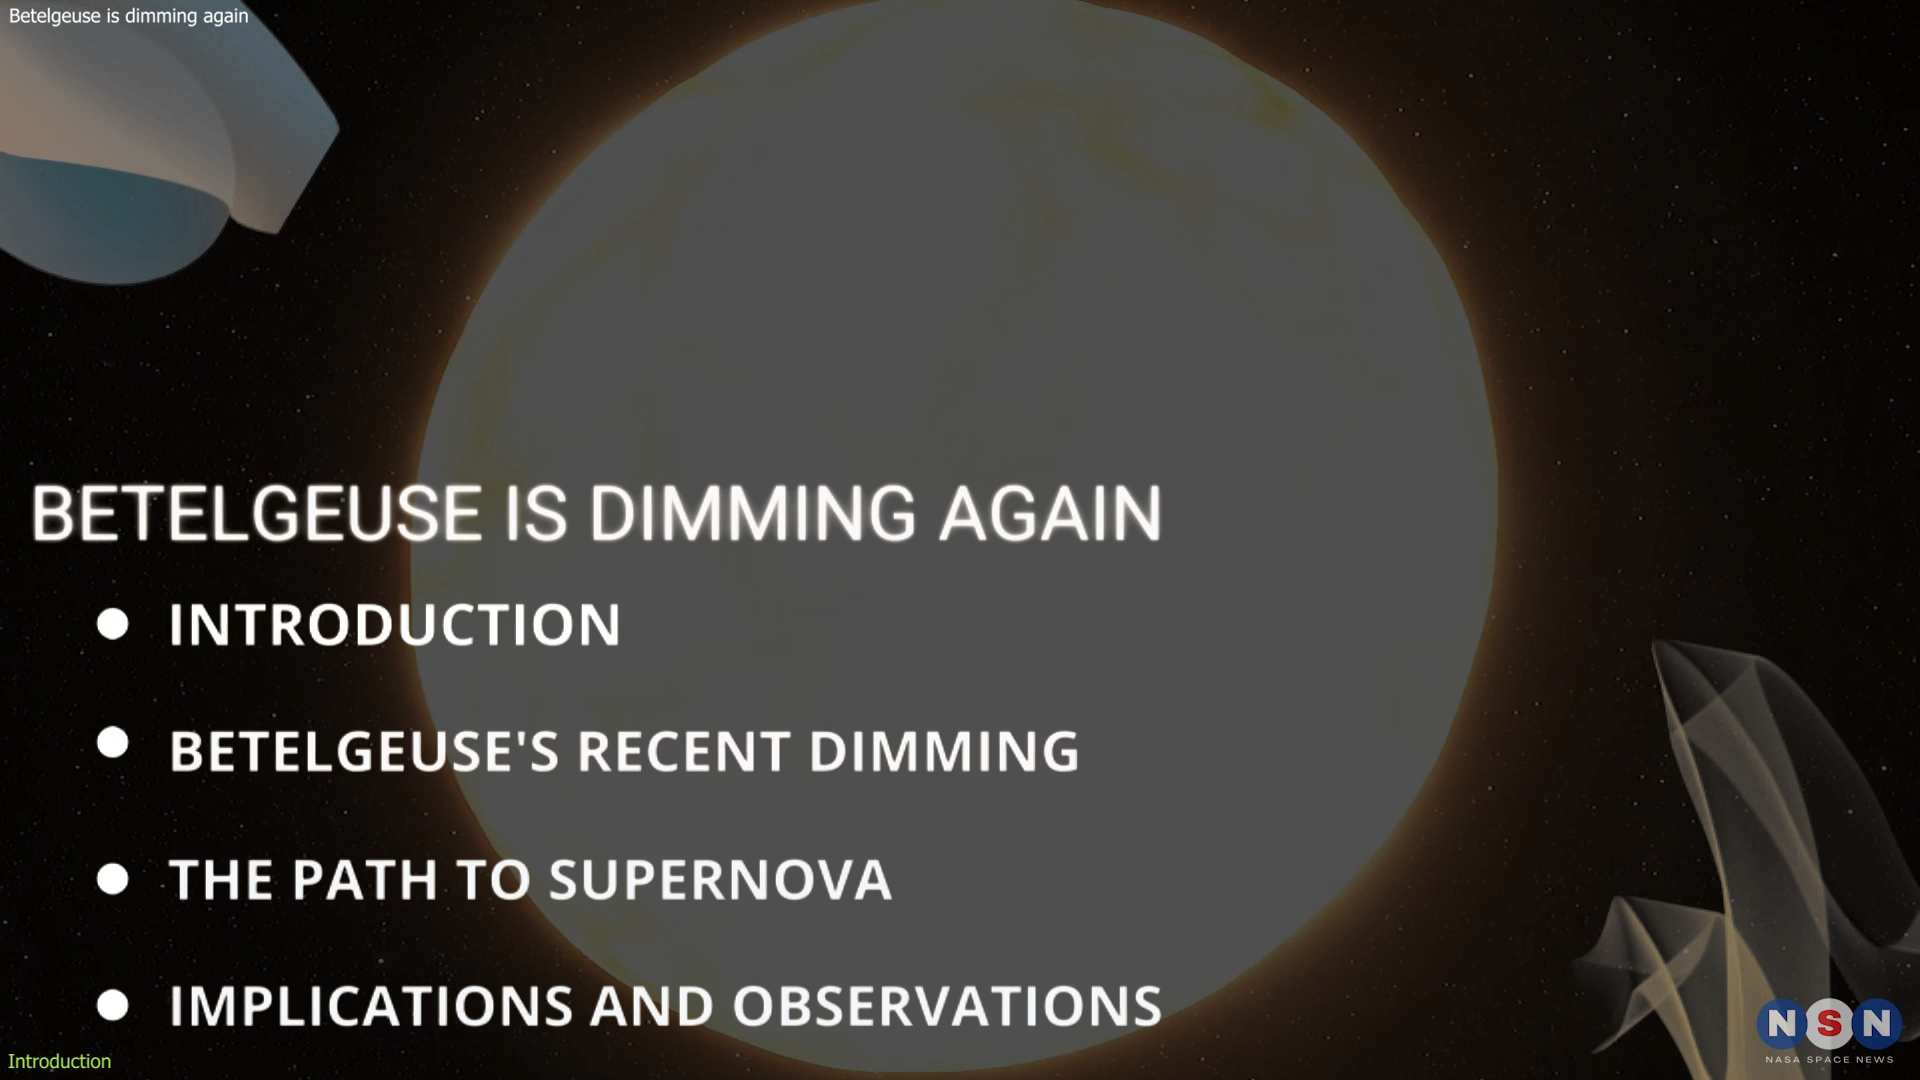 Betelgeuse is dimming again
BETELGEUSE IS DIMMING AGAIN
INTRODUCTION
BETELGEUSE'S RECENT DIMMING
THE PATH TO SUPERNOVA
IMPLICATIONS AND OBSERVATIONS
Introduction
NSN
NASA SPACE NEWS